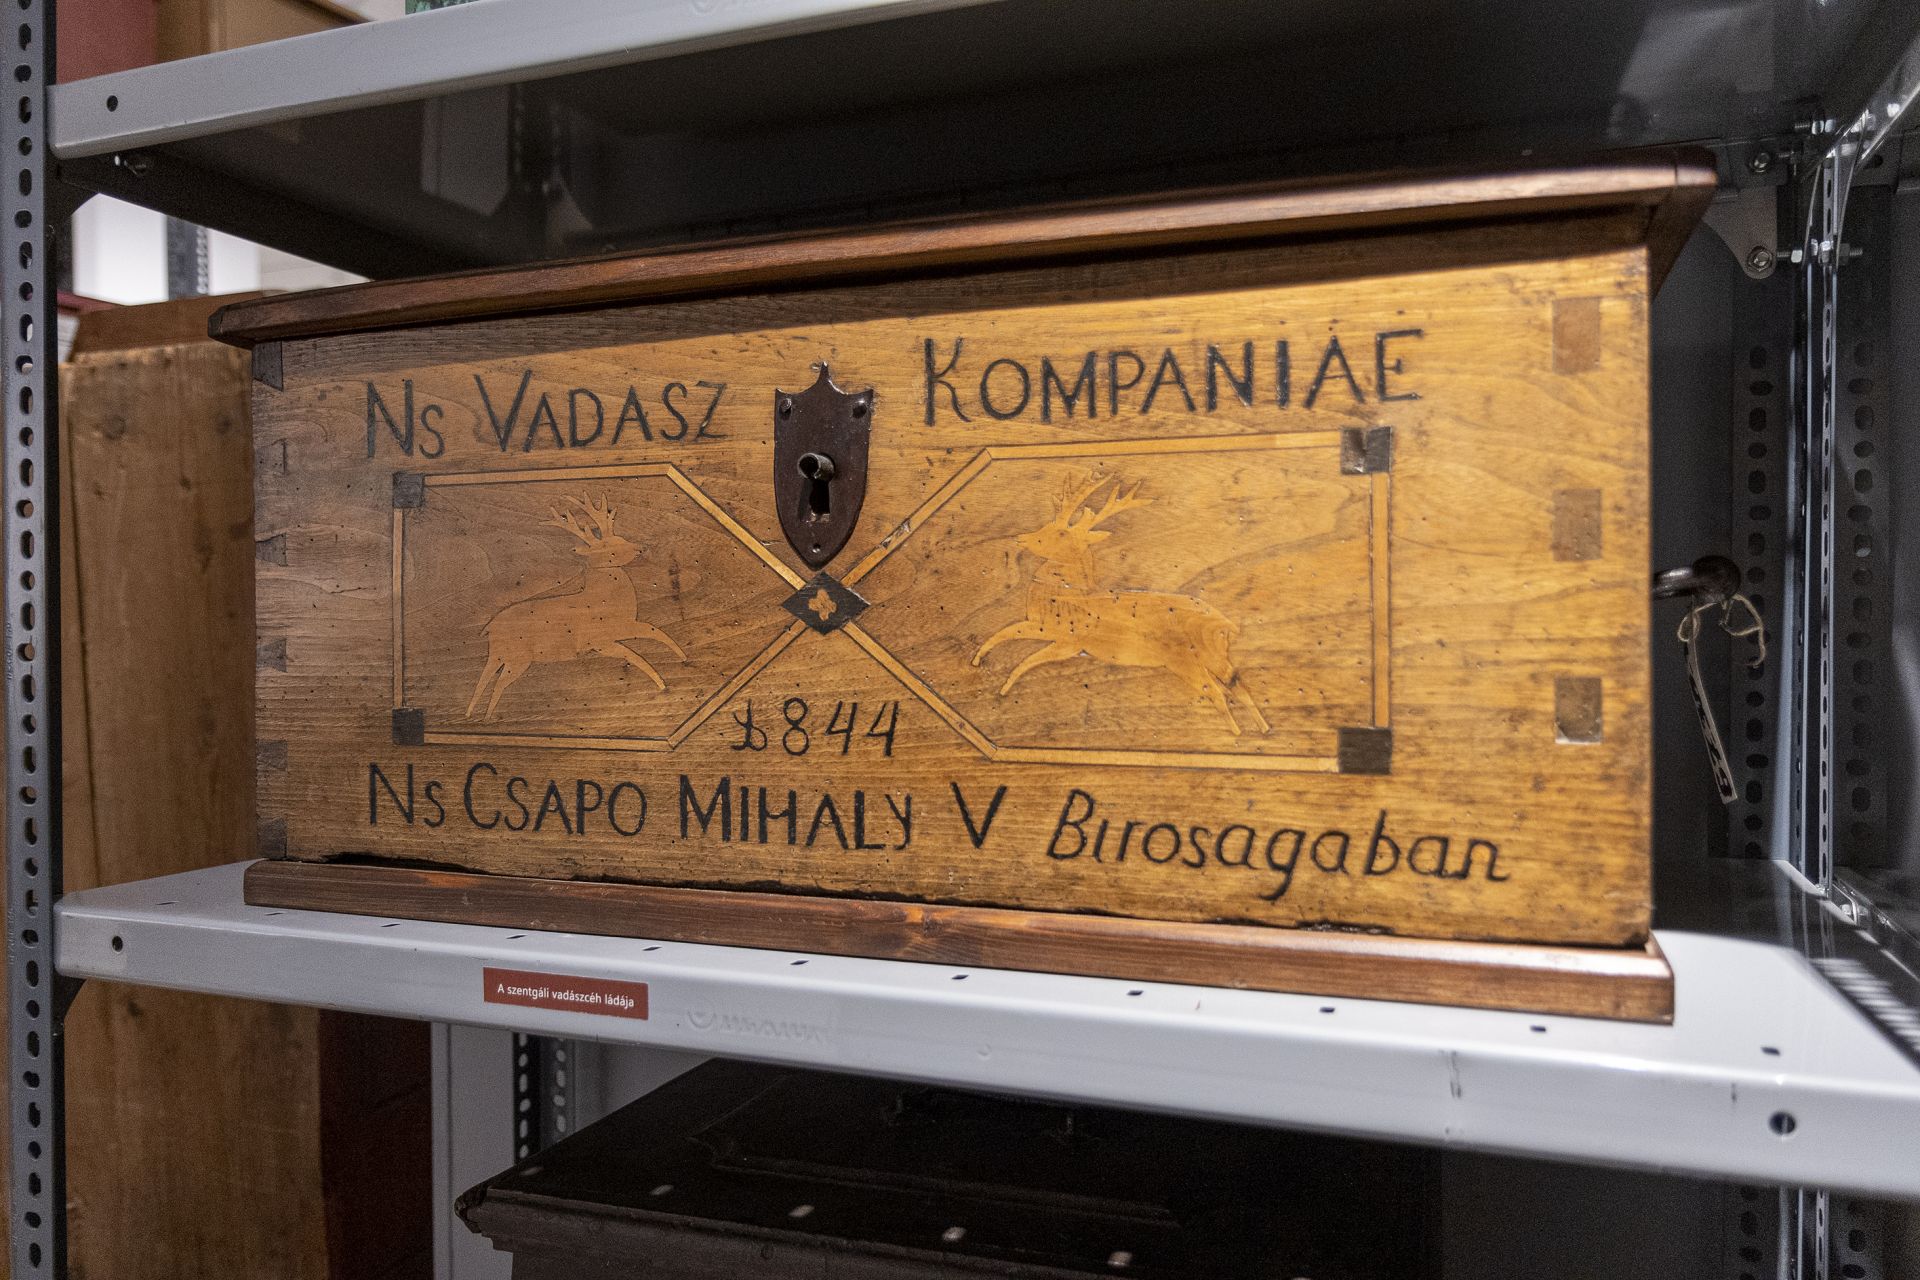 Ns VADASZ KOMPANIAE
1844
Ns CSAPO MIHALY V Birosagaban
A szentgáli vadászcéh ládája